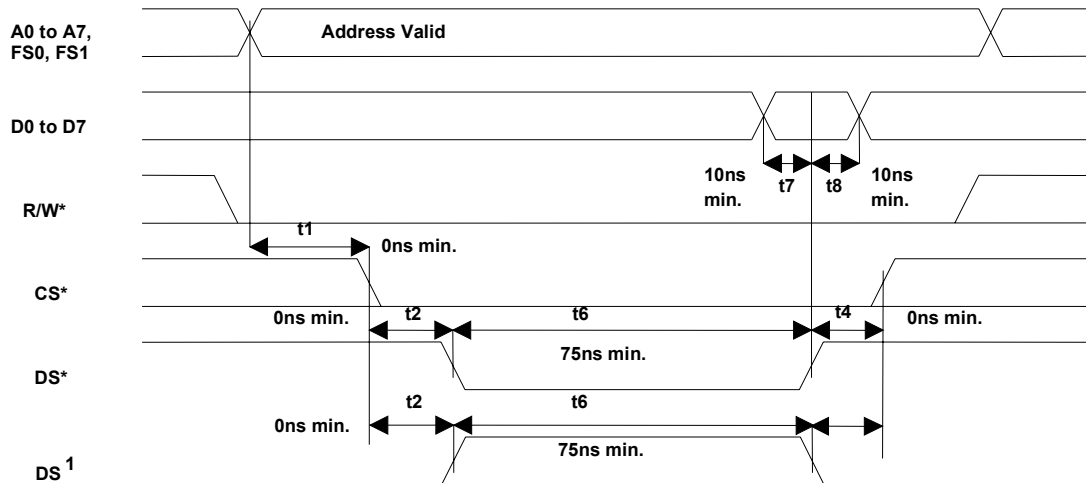 A0 to A7,
FS0, FS1
Address Valid
D0 to D7
10ns
min.
t7
t8
10ns
min.
R/W*
t1
0ns min.
CS*
0ns min.
t2
t6
t4
0ns min.
75ns min.
DS*
0ns min.
t2
t6
75ns min.
DS 1